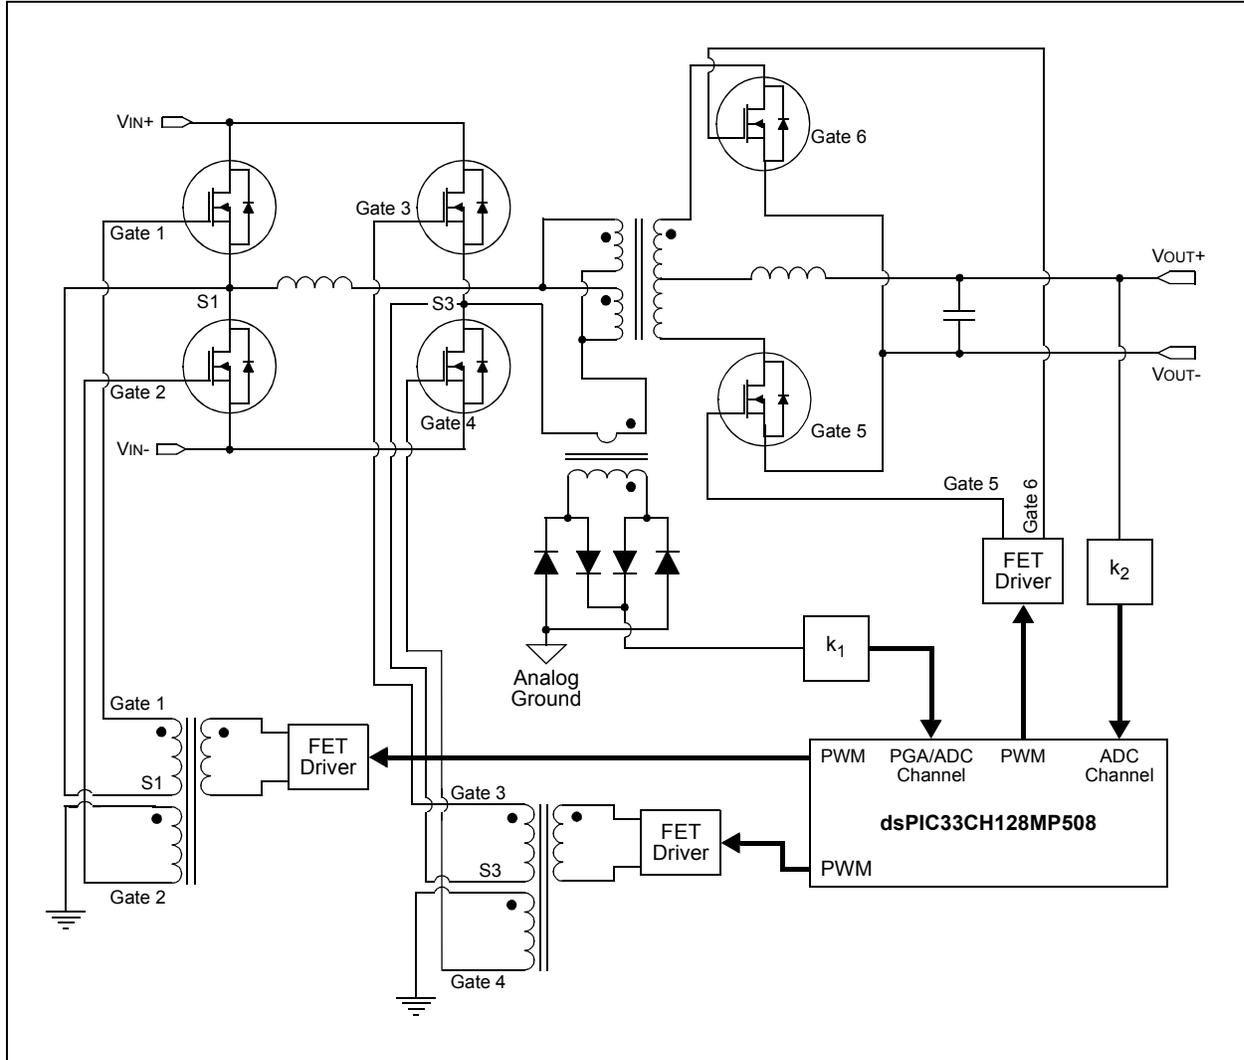 Gate 6
VIN+
Gate 3
Gate 1
VOUT+
S1
S3
VOUT-
Gate 2
Gate 4
Gate 5
VIN-
Gate 5
Gate 6
FET
Driver
k2
k1
Analog
Ground
Gate 1
FET
Driver
PWM
PGA/ADC
Channel
PWM
ADC
Channel
S1
Gate 3
dsPIC33CH128MP508
FET
Driver
S3
PWM
Gate 2
Gate 4